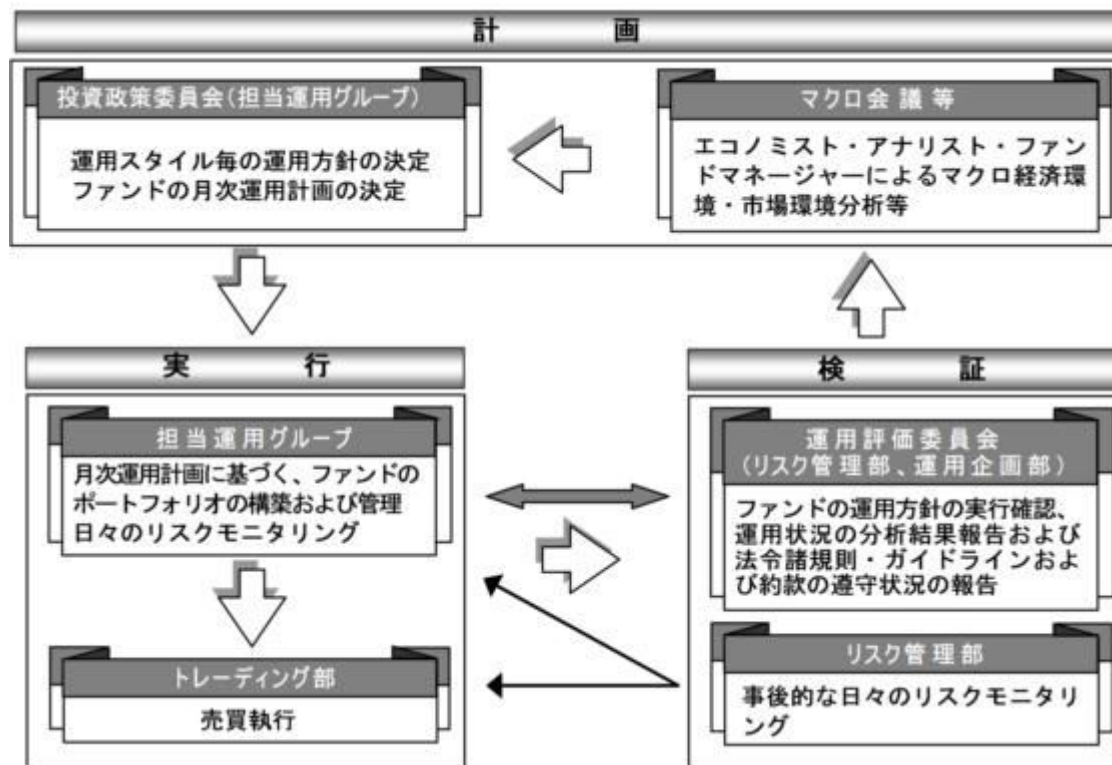 計画
投資政策委員会(担当運用グループ)
運用スタイル毎の運用方針の決定
ファンドの月次運用計画の決定
マクロ会議等
エコノミスト・アナリスト・ファン
ドマネージャーによるマクロ経済環
境・市場環境分析等
実行
担当運用グループ
月次運用計画に基づく、ファンドの
ポートフォリオの構築および管理
日々のリスクモニタリング
トレーディング部
売買執行
検証
運用評価委員会
(リスク管理部、運用企画部)
ファンドの運用方針の実行確認、
運用状況の分析結果報告および
法令諸規則・ガイドラインおよ
び約款の遵守状況の報告
リスク管理部
事後的な日々のリスクモニタリ
ング